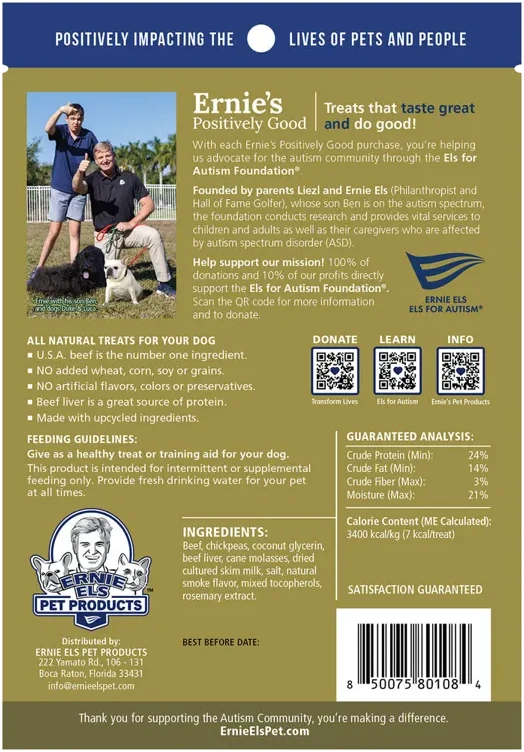 POSITIVELY IMPACTING THE LIVES OF PETS AND PEOPLE
Ernie's
Positively Good
Treats that taste great
and do good!
With each Ernie's Positively Good purchase, you're helping
us advocate for the autism community through the Els for
Autism Foundation®.
Founded by parents Liezl and Ernie Els (Philanthropist and
Hall of Fame Golfer), whose son Ben is on the autism spectrum,
the foundation conducts research and provides vital services to
children and adults as well as their caregivers who are affected
by autism spectrum disorder (ASD).
Help support our mission! 100% of
donations and 10% of our profits directly
support the Els for Autism Foundation®.
Scan the QR code for more information
and to donate.
ERNIE ELS
ELS FOR AUTISM®
Ernie with his son Ben,
and dogs Duke & Luca
ALL NATURAL TREATS FOR YOUR DOG
▪ U.S.A. beef is the number one ingredient.
▪ NO added wheat, corn, soy or grains.
▪ NO artificial flavors, colors or preservatives.
▪ Beef liver is a great source of protein.
▪ Made with upcycled ingredients.
DONATE
Transform Lives
LEARN
Els for Autism
INFO
Ernie's Pet Products
FEEDING GUIDELINES:
Give as a healthy treat or training aid for your dog.
This product is intended for intermittent or supplemental
feeding only. Provide fresh drinking water for your pet
at all times.
GUARANTEED ANALYSIS:
Crude Protein (Min): 24%
Crude Fat (Min): 14%
Crude Fiber (Max): 3%
Moisture (Max): 21%
Calorie Content (ME Calculated):
3400 kcal/kg (7 kcal/treat)
SATISFACTION GUARANTEED
INGREDIENTS:
Beef, chickpeas, coconut glycerin,
beef liver, cane molasses, dried
cultured skim milk, salt, natural
smoke flavor, mixed tocopherols,
rosemary extract.
BEST BEFORE DATE:
ERNIE
ELS
PET PRODUCTS™
Distributed by:
ERNIE ELS PET PRODUCTS
222 Yamato Rd., 106 - 131
Boca Raton, Florida 33431
info@ernieelspet.com
8 50075 80108 4
Thank you for supporting the Autism Community, you're making a difference.
ErnieElsPet.com